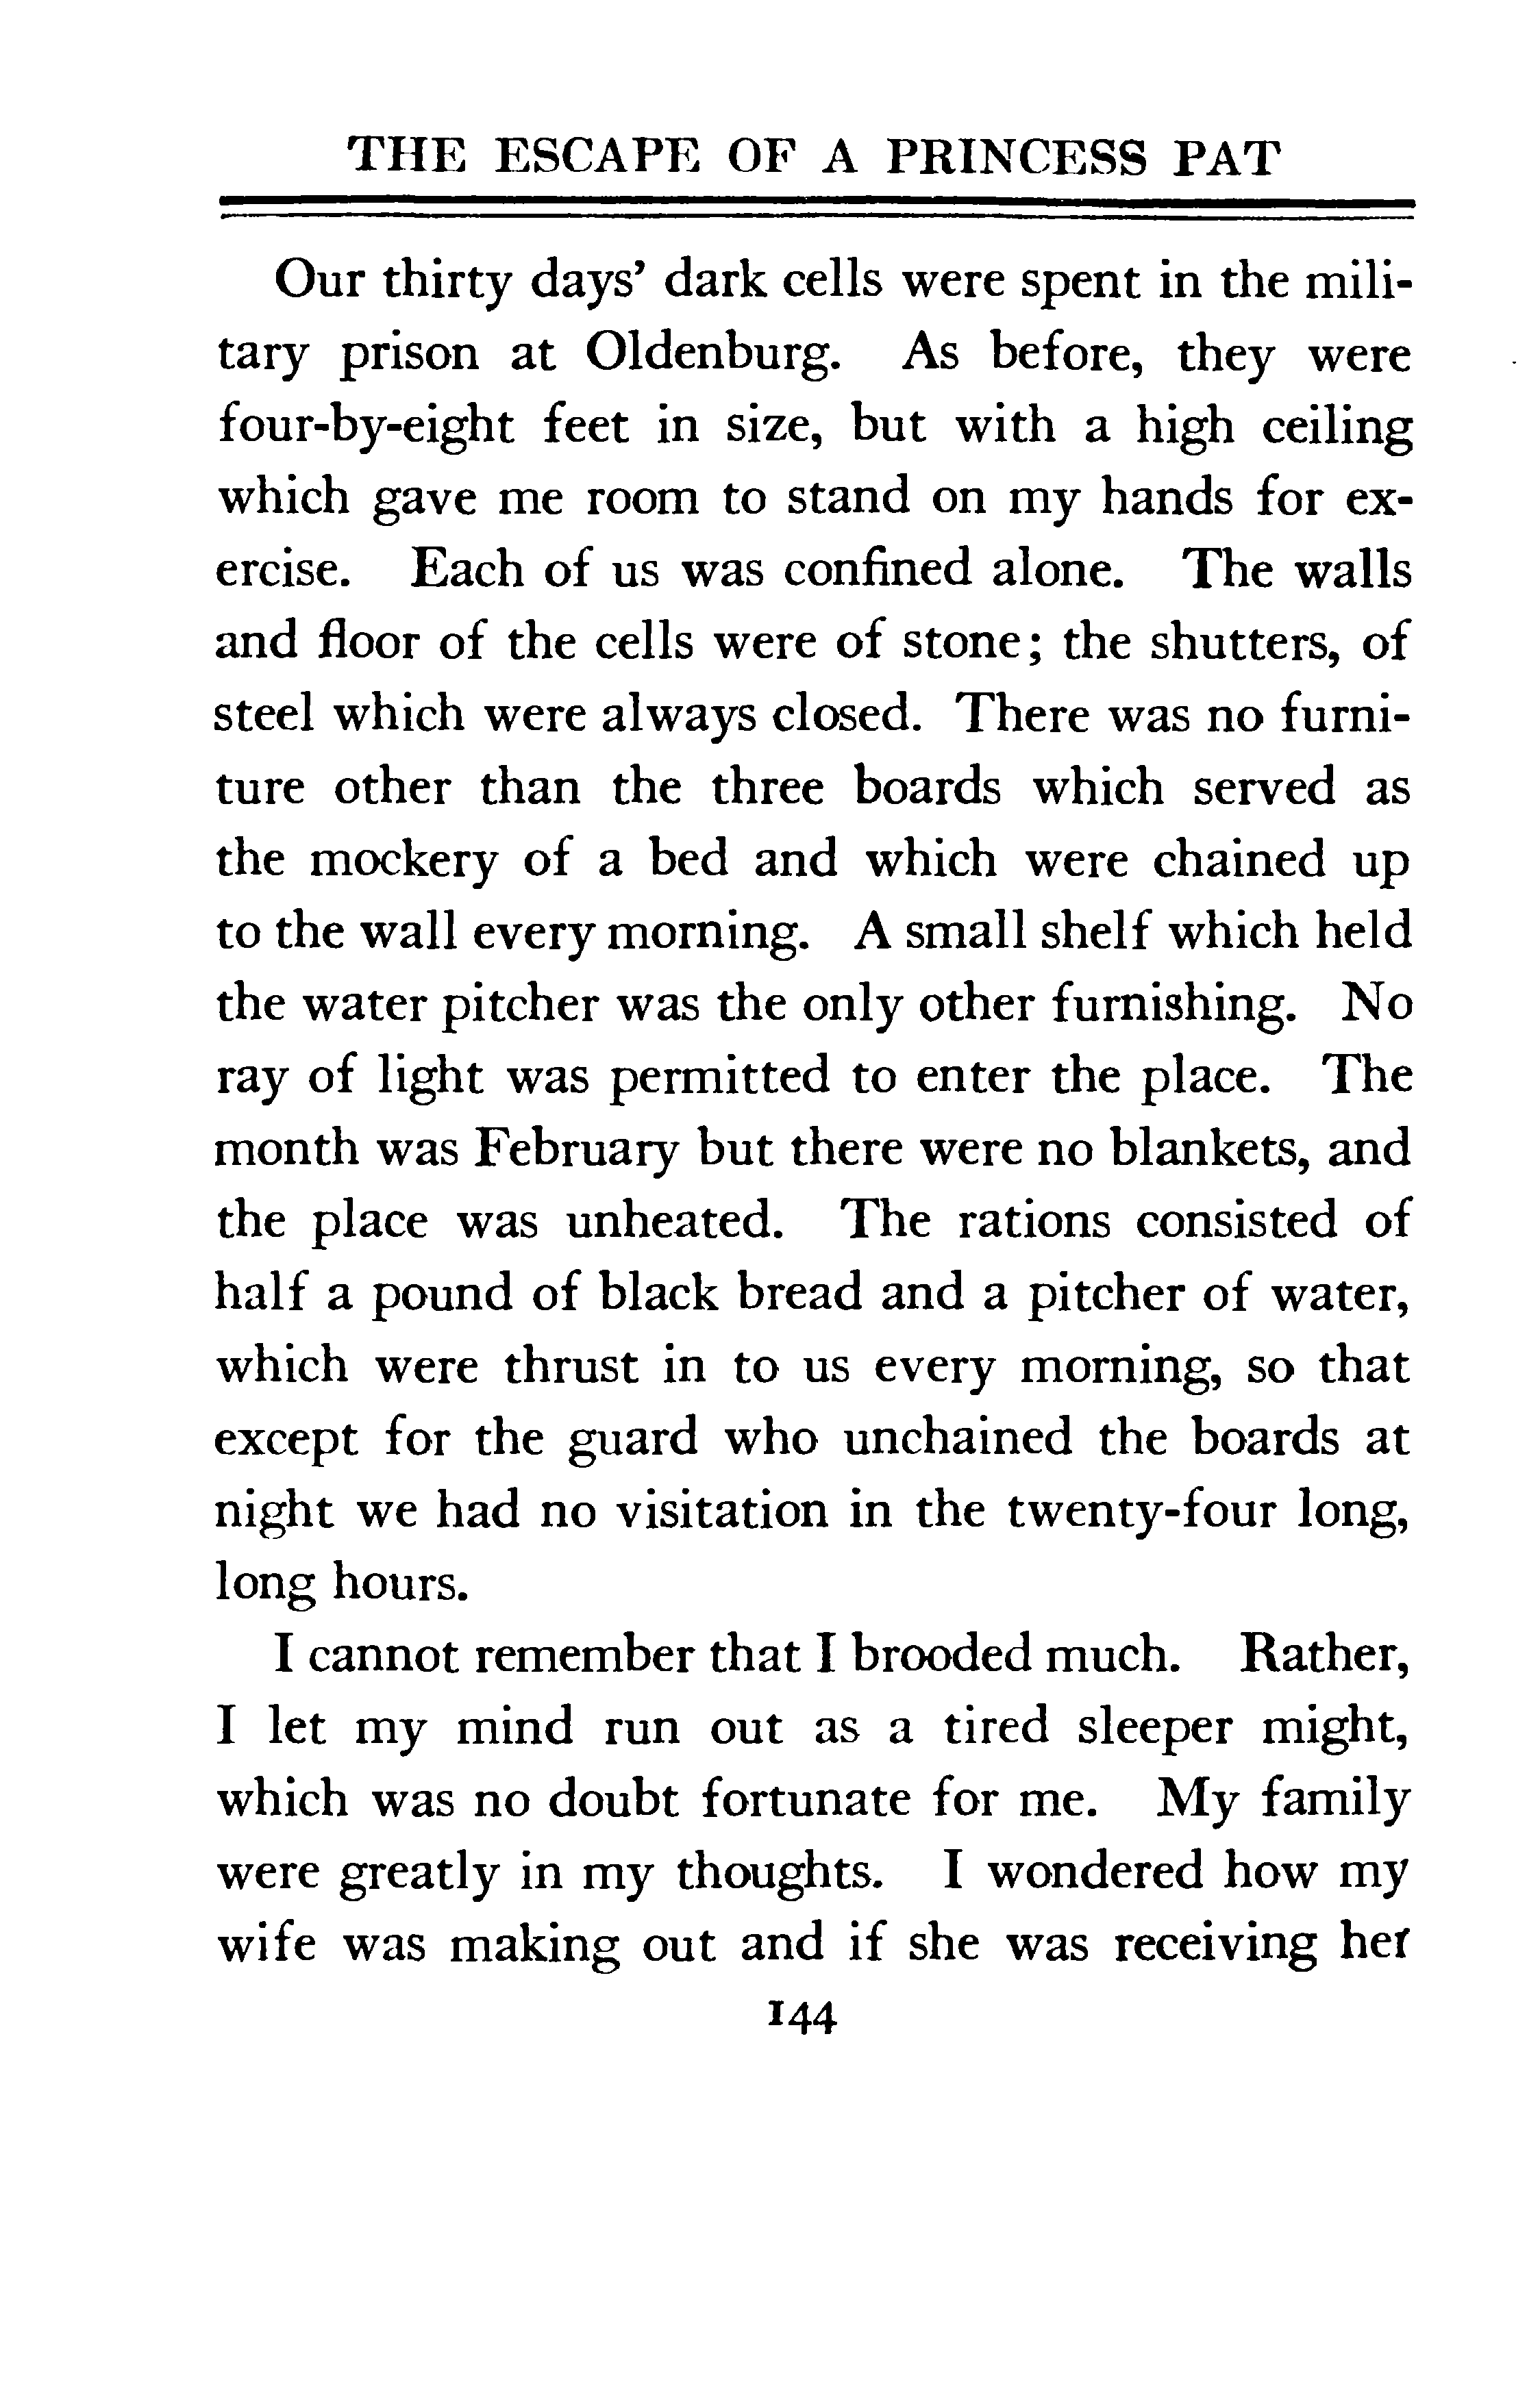 THE ESCAPE OF A PRINCESS PAT
Our thirty days’ dark cells were spent in the mili-
tary prison at Oldenburg. As before, they were
four-by-eight feet in size, but with a high ceiling
which gave me room to stand on my hands for ex-
ercise. Each of us was confined alone. The walls
and floor of the cells were of stone; the shutters, of
steel which were always closed. There was no furni-
ture other than the three boards which served as
the mockery of a bed and which were chained up
to the wall every morning. A small shelf which held
the water pitcher was the only other furnishing. No
ray of light was permitted to enter the place. The
month was February but there were no blankets, and
the place was unheated. The rations consisted of
half a pound of black bread and a pitcher of water,
which were thrust in to us every morning, so that
except for the guard who unchained the boards at
night we had no visitation in the twenty-four long,
long hours.
I cannot remember that I brooded much. Rather,
I let my mind run out as a tired sleeper might,
which was no doubt fortunate for me. My family
were greatly in my thoughts. I wondered how my
wife was making out and if she was receiving her
144